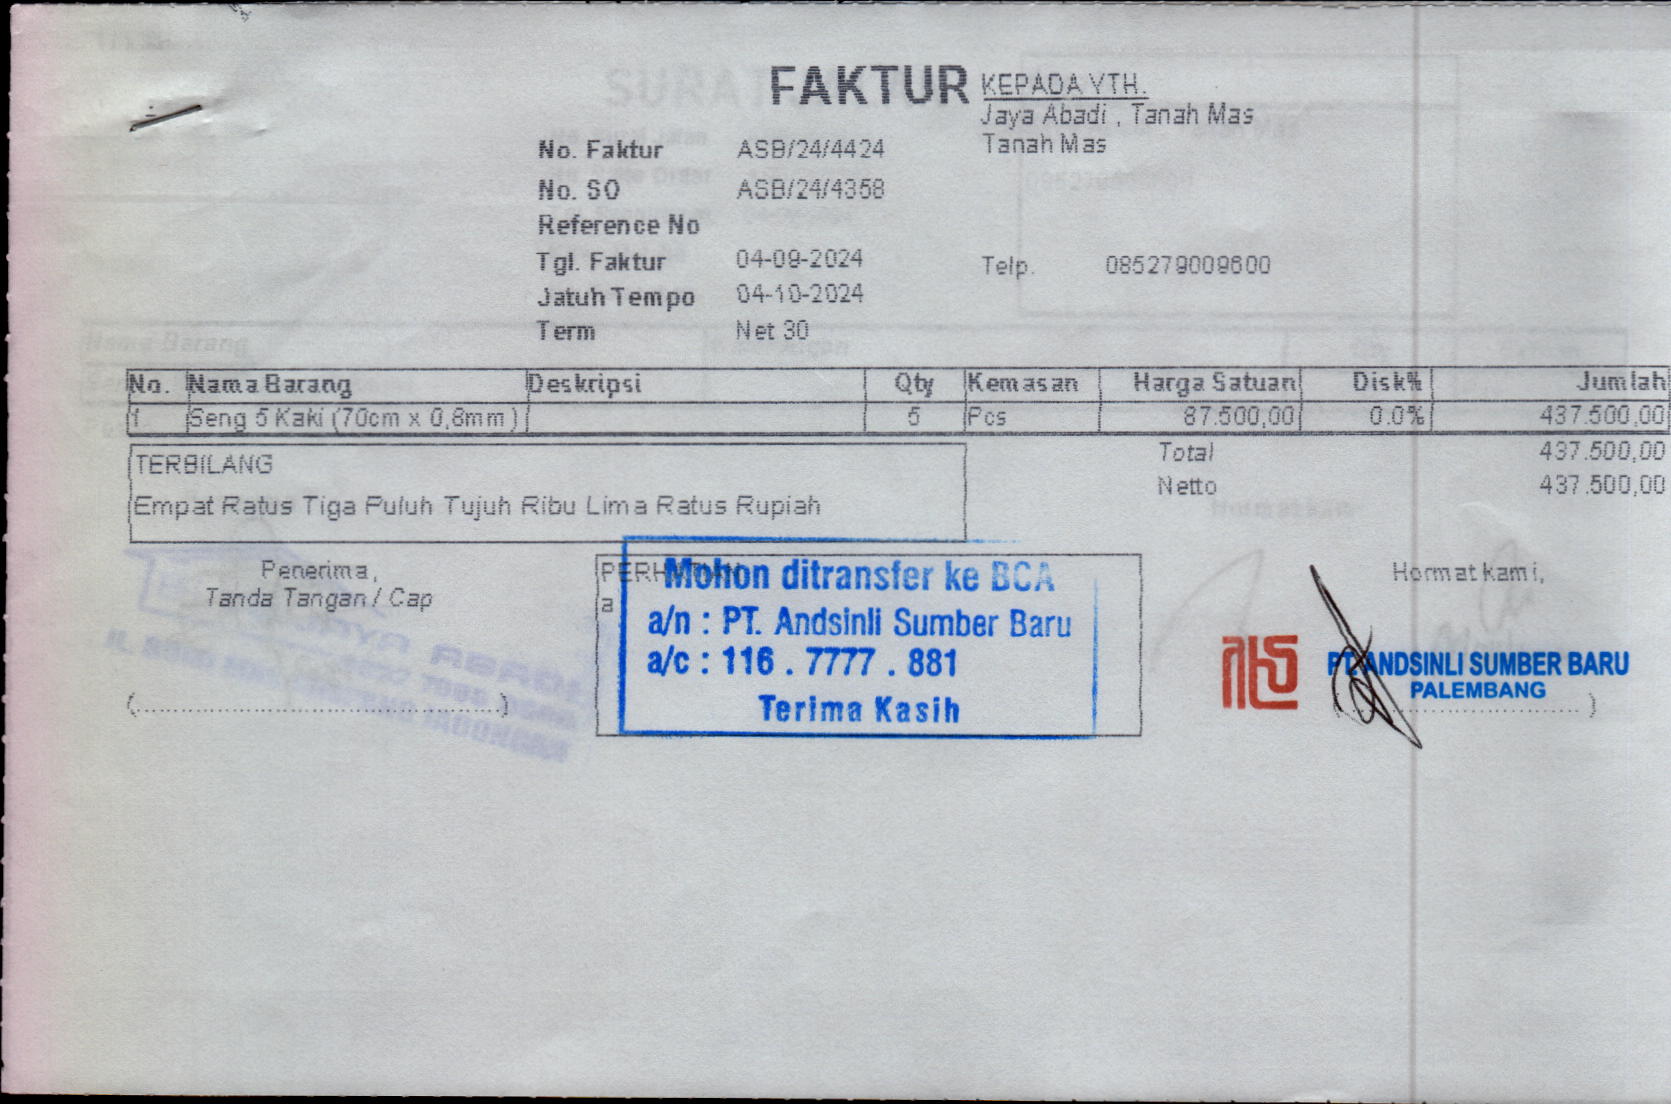 FAKTUR
KEPADA YTH.
Jaya Abadi , Tanah Mas
Tanah Mas
No. Faktur ASB/24/4424
No. SO ASB/24/4358
Reference No
Tgl. Faktur 04-09-2024
Telp. 085279009600
Jatuh Tempo 04-10-2024
Term Net 30
No. Nama Barang Deskripsi Qty Kemasan Harga Satuan Disk% Jumlah
1 Seng 5 Kaki (70cm x 0,6mm) 5 Pcs 87.500,00 0.0% 437.500,00
Total 437.500,00
Netto 437.500,00
TERBILANG
Empat Ratus Tiga Puluh Tujuh Ribu Lima Ratus Rupiah
Penerima,
Tanda Tangan / Cap
(........................................)
a
Mohon ditransfer ke BCA
a/n : PT. Andsinli Sumber Baru
a/c : 116 . 7777 . 881
Terima Kasih
Hormat kami,
PT. ANDSINLI SUMBER BARU
PALEMBANG
JAYA ABADI